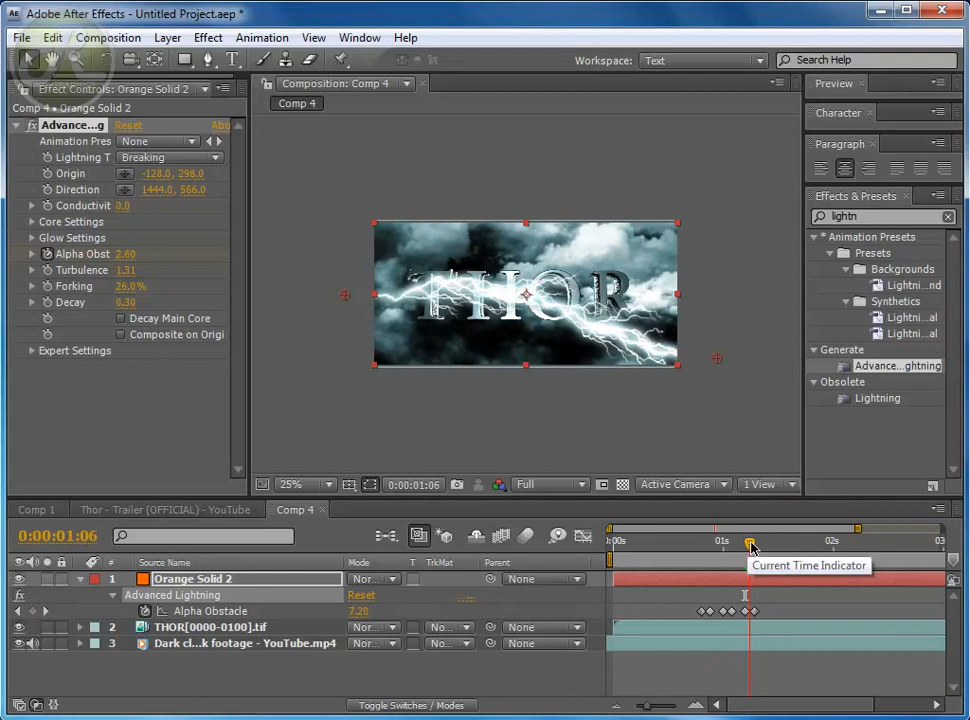 Adobe After Effects - Untitled Project.aep *
File Edit Composition Layer Effect Animation View Window Help
Workspace: Text Search Help
Effect Controls: Orange Solid 2
Comp 4 • Orange Solid 2
Advance...g Reset Abo
Animation Pres None
Lightning T Breaking
Origin -128.0, 298.0
Direction 1444.0, 566.0
Conductivit 0.0
Core Settings
Glow Settings
Alpha Obst 2.60
Turbulence 1.31
Forking 26.0%
Decay 0.30
Decay Main Core
Composite on Origi
Expert Settings
Composition: Comp 4
Comp 4
THOR
25% 0:00:01:06 Full Active Camera 1 View
Preview
Character
Paragraph
Effects & Presets
lightn
* Animation Presets
Presets
Backgrounds
Lightni...nd
Synthetics
Lightni...al
Lightni...al
Generate
Advance...ghtning
Obsolete
Lightning
Comp 1 Thor - Trailer (OFFICIAL) - YouTube Comp 4
0:00:01:06
:00s 01s 02s 03
Current Time Indicator
# Source Name Mode T TrkMat Parent
1 Orange Solid 2 Nor... None
Advanced Lightning Reset ...
Alpha Obstacle 7.20
2 THOR[0000-0100].tif Nor... No... None
3 Dark cl...k footage - YouTube.mp4 Nor... No... None
Toggle Switches / Modes